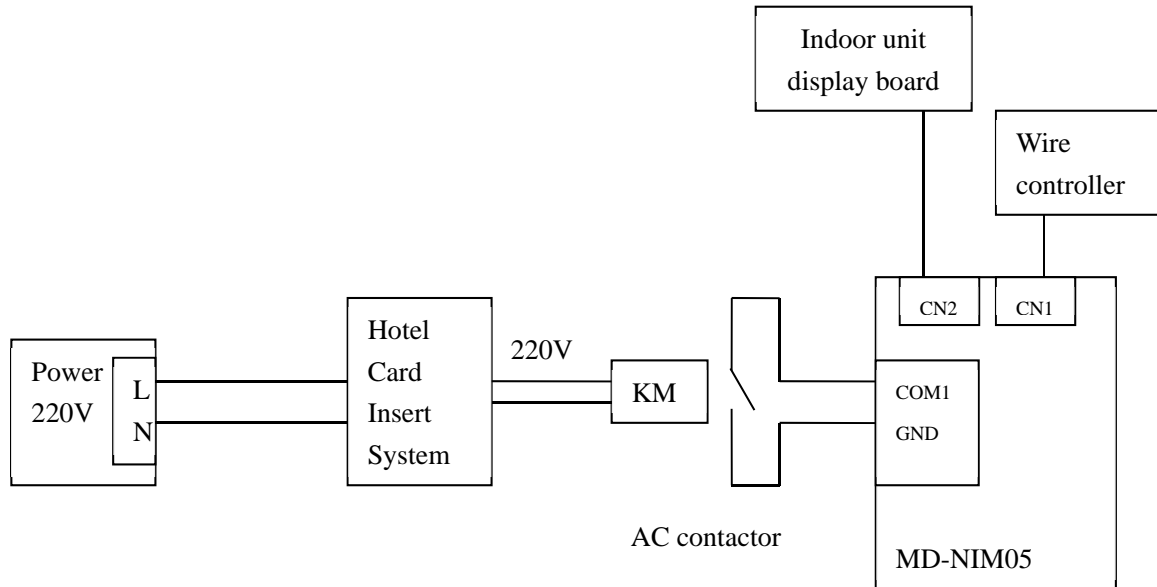 Indoor unit
display board
Wire
controller
CN2
CN1
Power
220V
L
N
Hotel
Card
Insert
System
220V
KM
COM1
GND
AC contactor
MD-NIM05